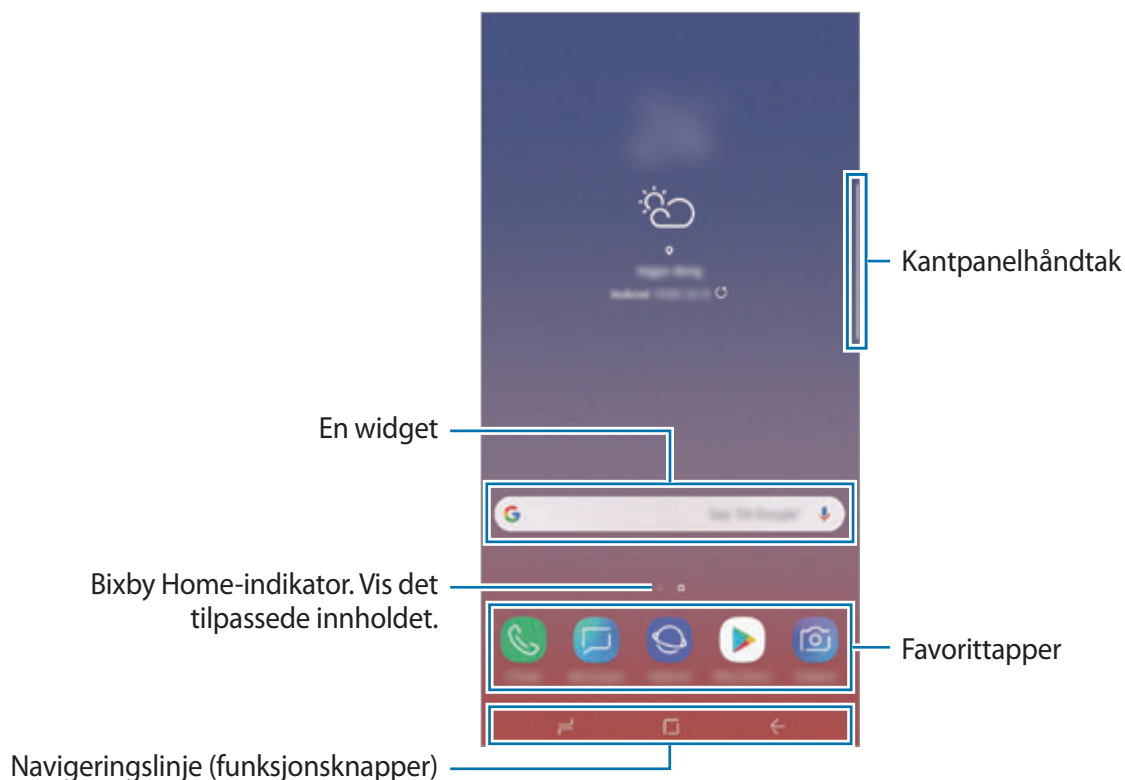 Kantpanelhåndtak
En widget
Bixby Home-indikator. Vis det
tilpassede innholdet.
Favorittapper
Navigeringslinje (funksjonsknapper)